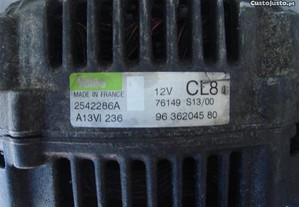 CustoJusto.pt
Valeo
MADE IN FRANCE 12V CL8
2542286A 76149 S13/00
A13VI 236 96 362045 80